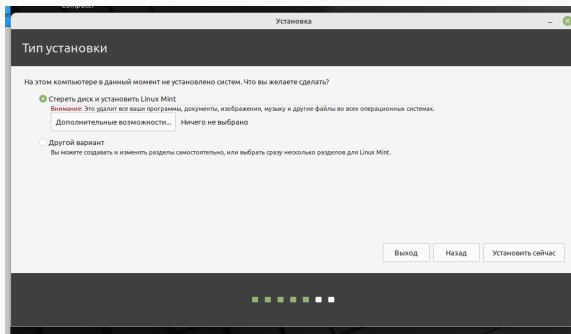 Computer
Установка
Тип установки
На этом компьютере в данный момент не установлено систем. Что вы желаете сделать?
Стереть диск и установить Linux Mint
Внимание: Это удалит все ваши программы, документы, изображения, музыку и другие файлы во всех операционных системах.
Дополнительные возможности... Ничего не выбрано
Другой вариант
Вы можете создавать и изменять разделы самостоятельно, или выбрать сразу несколько разделов для Linux Mint.
Выход Назад Установить сейчас